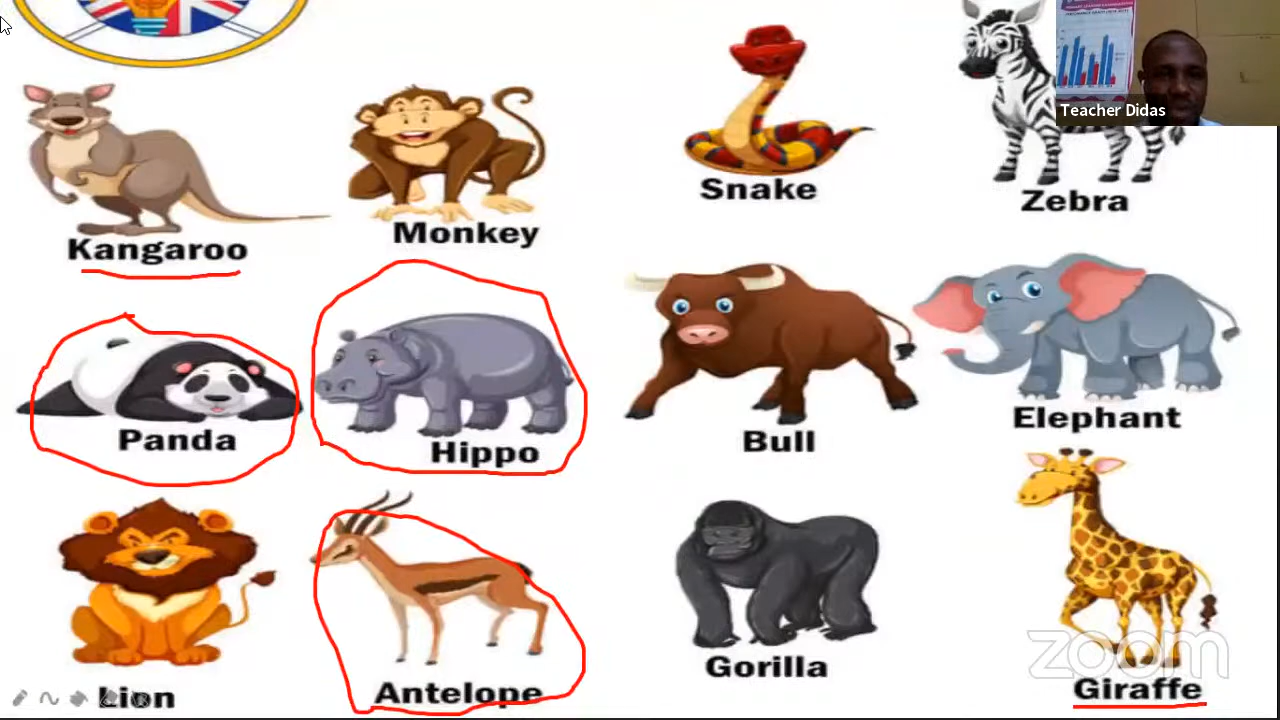 Teacher Didas
Kangaroo
Monkey
Snake
Zebra
Panda
Hippo
Bull
Elephant
Lion
Antelope
Gorilla
Giraffe
zoom